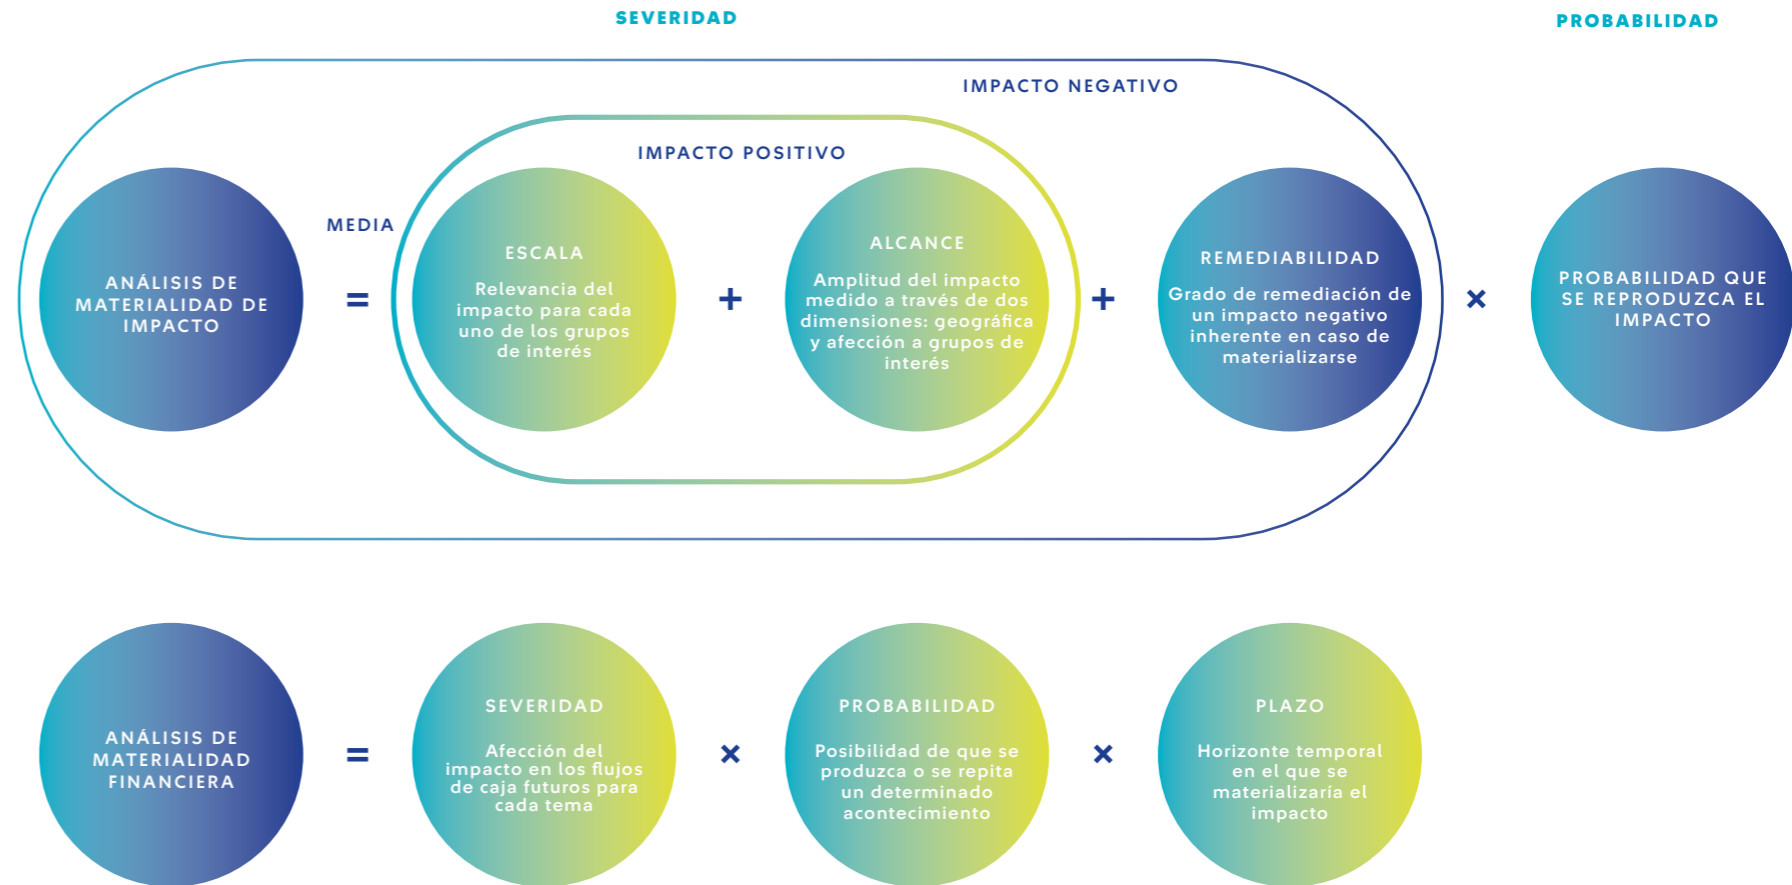 SEVERIDAD
PROBABILIDAD
IMPACTO NEGATIVO
IMPACTO POSITIVO
MEDIA
ANÁLISIS DE
MATERIALIDAD DE
IMPACTO
=
ESCALA
Relevancia del
impacto para cada
uno de los grupos
de interés
+
ALCANCE
Amplitud del impacto
medido a través de dos
dimensiones: geográfica
y afección a grupos de
interés
+
REMEDIABILIDAD
Grado de remediación de
un impacto negativo
inherente en caso de
materializarse
×
PROBABILIDAD QUE
SE REPRODUZCA EL
IMPACTO
ANÁLISIS DE
MATERIALIDAD
FINANCIERA
=
SEVERIDAD
Afección del
impacto en los flujos
de caja futuros para
cada tema
×
PROBABILIDAD
Posibilidad de que se
produzca o se repita
un determinado
acontecimiento
×
PLAZO
Horizonte temporal
en el que se
materializaría el
impacto